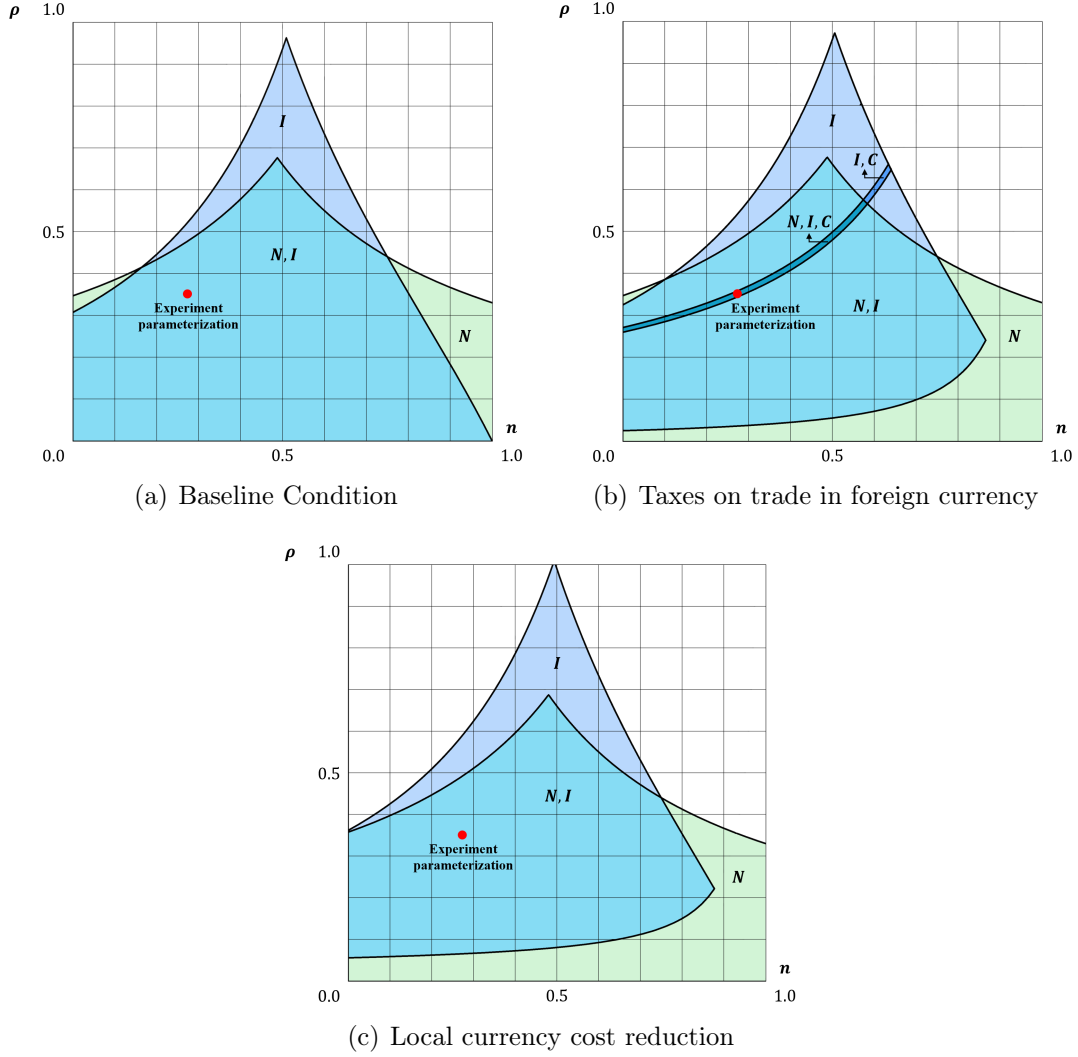 ρ 1.0
I
0.5
N, I
Experiment
parameterization
N
n
0.0 0.5 1.0
(a) Baseline Condition
ρ 1.0
I
I, C
N, I, C
0.5
Experiment
parameterization
N, I
N
n
0.0 0.5 1.0
(b) Taxes on trade in foreign currency
ρ 1.0
I
0.5
N, I
Experiment
parameterization
N
n
0.0 0.5 1.0
(c) Local currency cost reduction